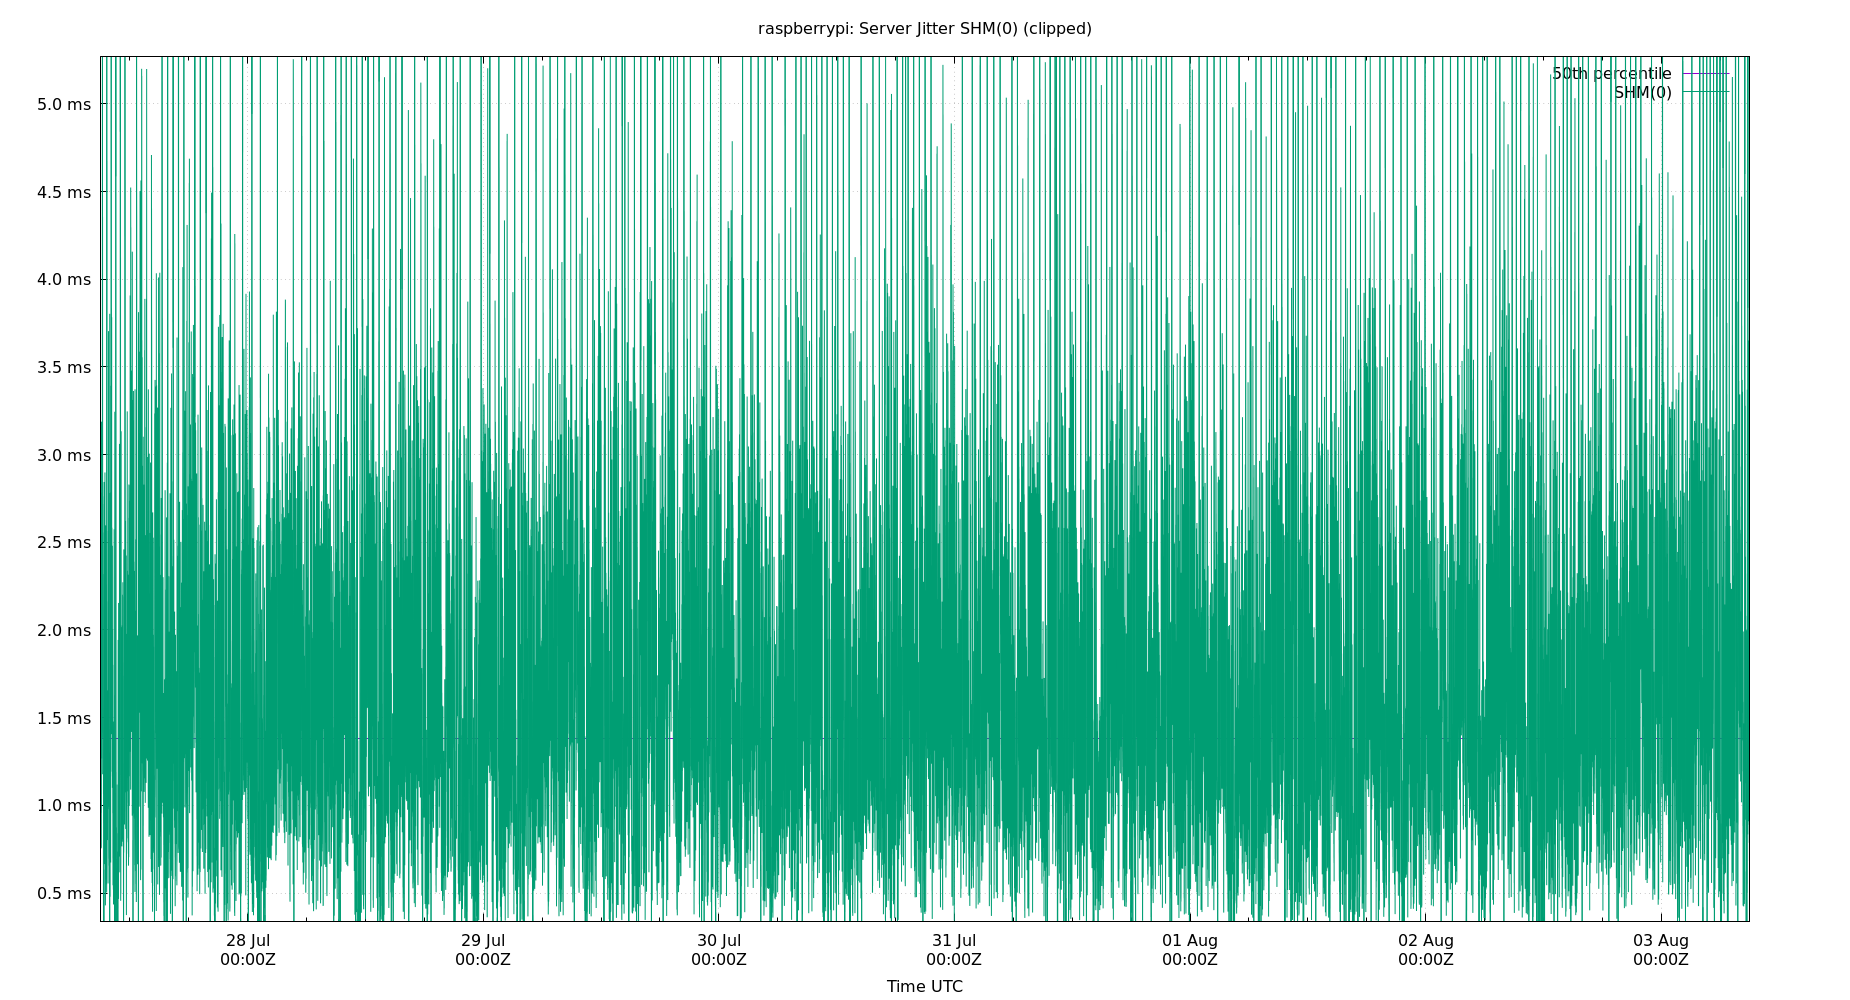 raspberrypi: Server Jitter SHM(0) (clipped)
50th percentile
SHM(0)
5.0 ms
4.5 ms
4.0 ms
3.5 ms
3.0 ms
2.5 ms
2.0 ms
1.5 ms
1.0 ms
0.5 ms
28 Jul 29 Jul 30 Jul 31 Jul 01 Aug 02 Aug 03 Aug
00:00Z 00:00Z 00:00Z 00:00Z 00:00Z 00:00Z 00:00Z
Time UTC